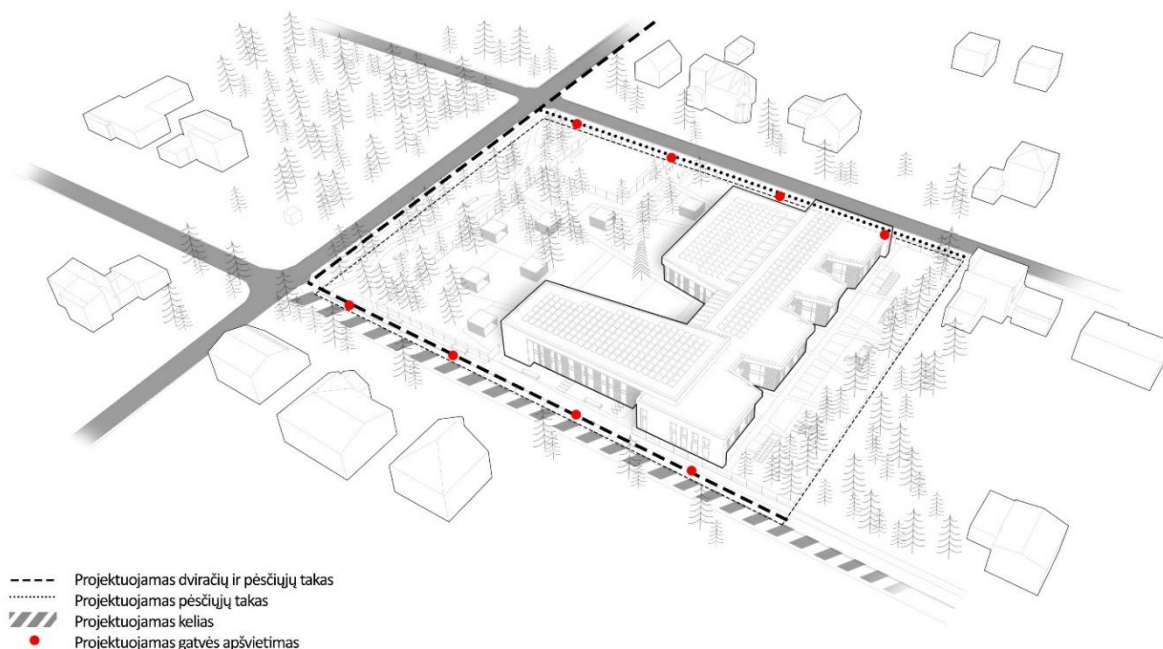 Projektuojamas dviračių ir pėsčiųjų takas
Projektuojamas pėsčiųjų takas
Projektuojamas kelias
Projektuojamas gatvės apšvietimas